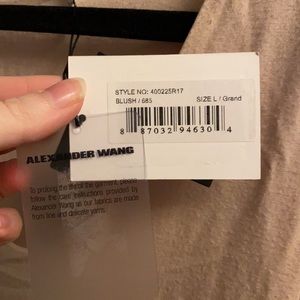 STYLE NO: 400225R17
BLUSH / 685 SIZE L / Grand
8 87032 94630 4
ALEXANDER WANG
To prolong the life of the garment, please
follow the care instructions provided by
Alexander Wang as our fabrics are made
from fine and delicate yarns.